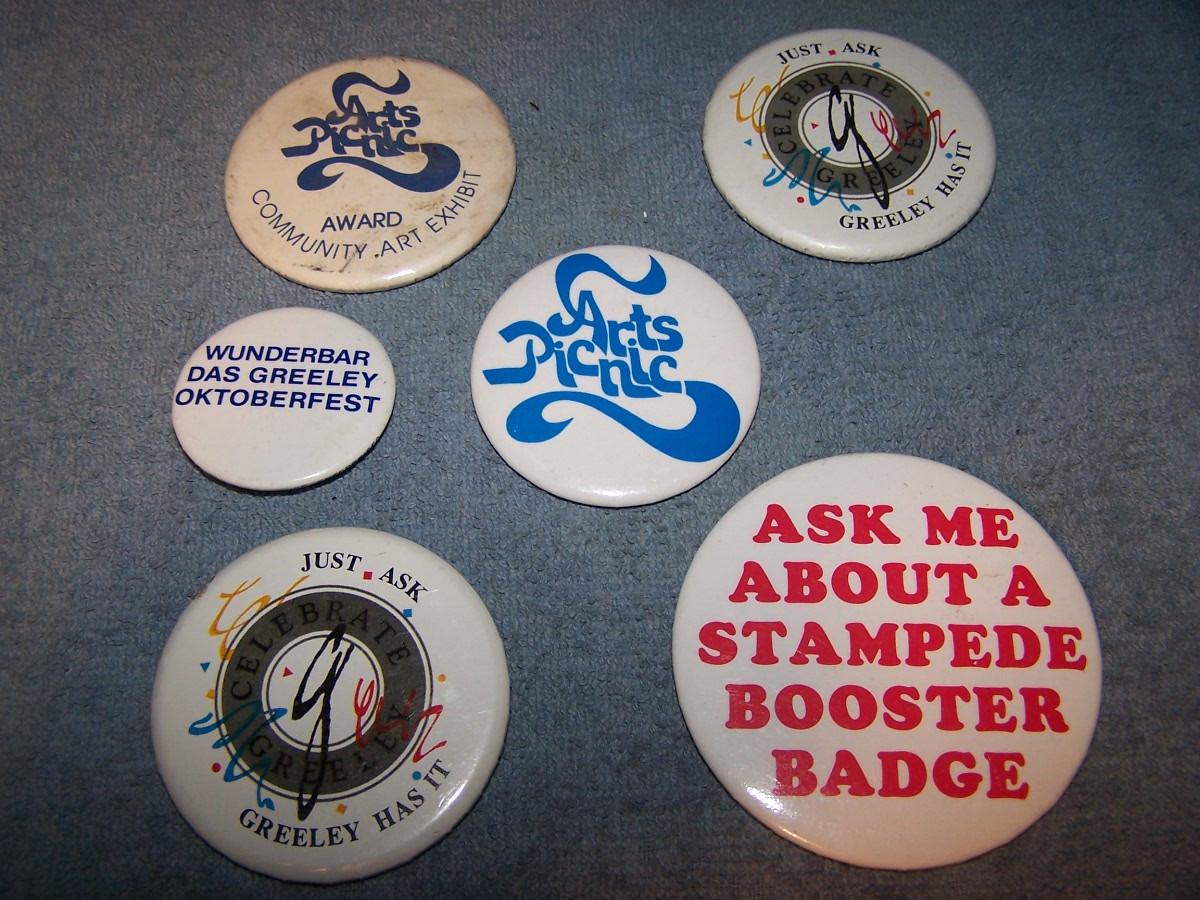 Arts
Picnic
AWARD
COMMUNITY ART EXHIBIT
JUST ASK
CELEBRATE
g
GREELEY
GREELEY HAS IT
WUNDERBAR
DAS GREELEY
OKTOBERFEST
Arts
Picnic
JUST ASK
CELEBRATE
g
GREELEY
GREELEY HAS IT
ASK ME
ABOUT A
STAMPEDE
BOOSTER
BADGE